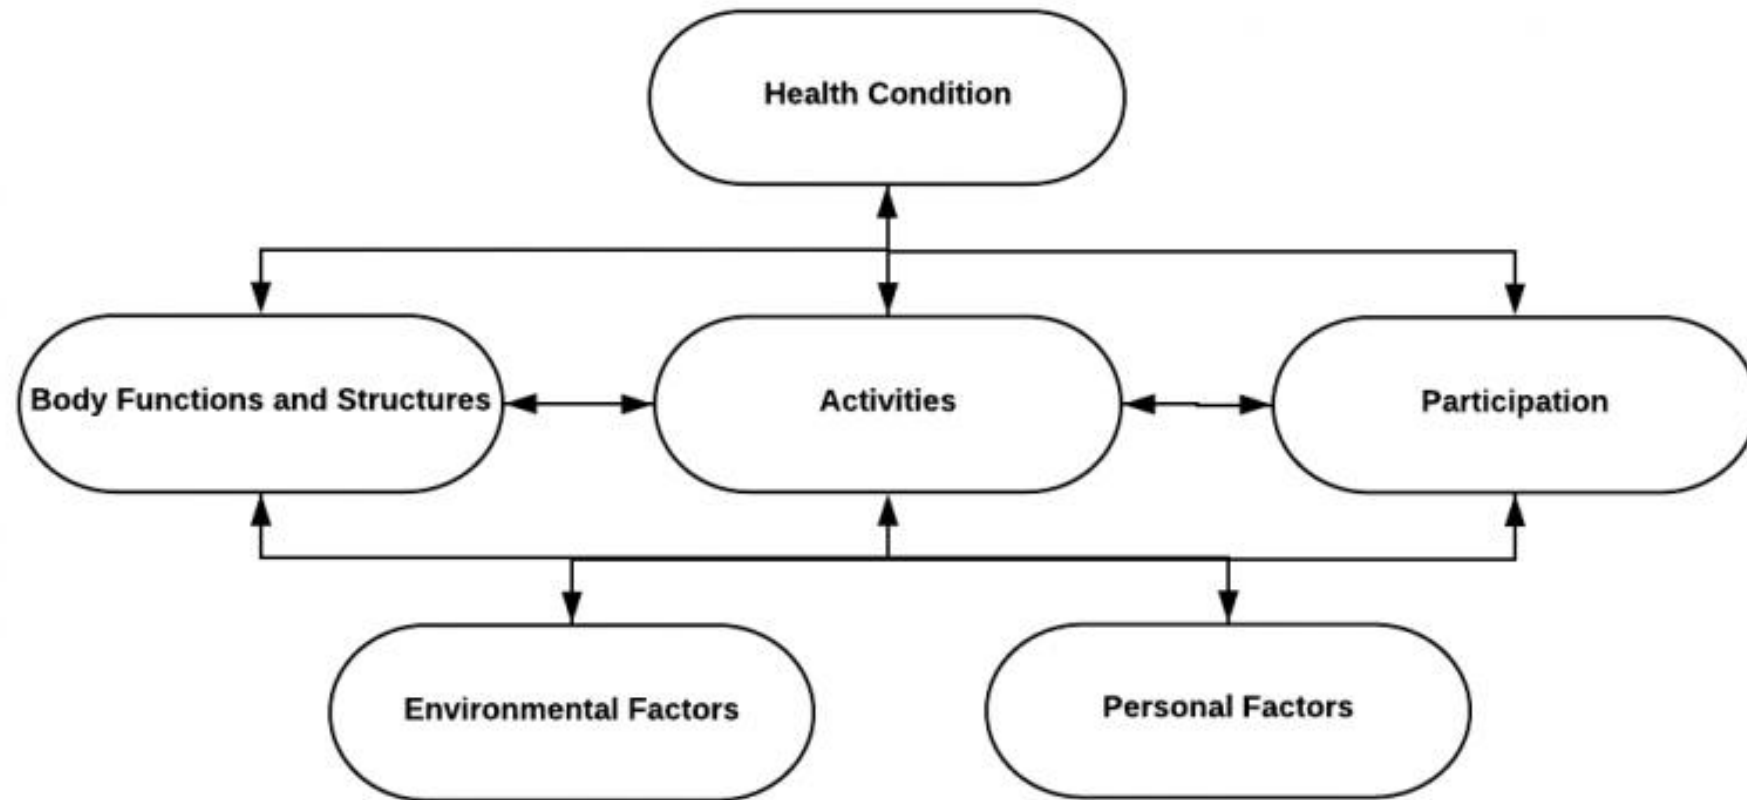 Health Condition
Body Functions and Structures
Activities
Participation
Environmental Factors
Personal Factors